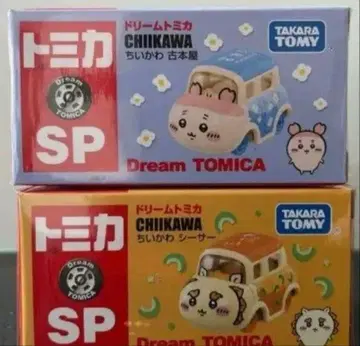 トミカ
Dream
TOMICA
SP
ドリームトミカ
CHIIKAWA
ちいかわ 古本屋
TAKARA
TOMY
Dream TOMICA
トミカ
Dream
TOMICA
SP
ドリームトミカ
CHIIKAWA
ちいかわ シーサー
TAKARA
TOMY
Dream TOMICA